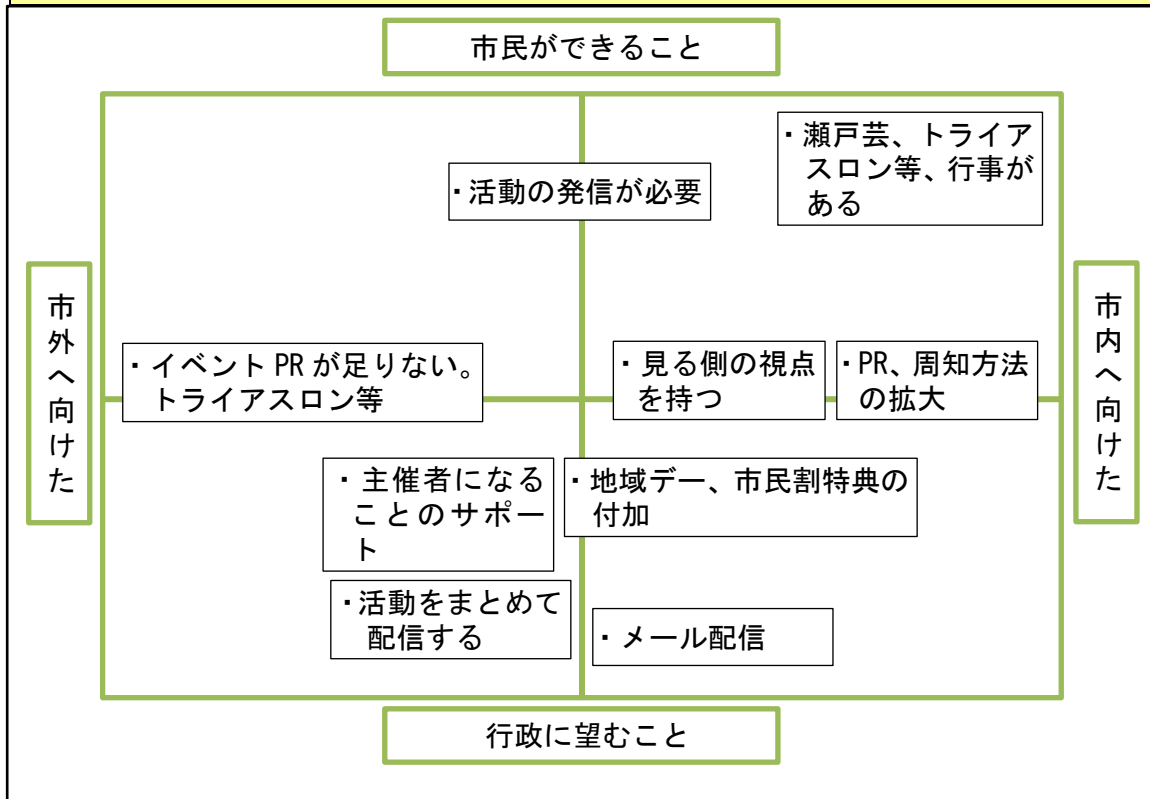 市民ができること
・瀬戸芸、トライア
スロン等、行事が
ある
・活動の発信が必要
市外へ向けた
市内へ向けた
・イベント PR が足りない。
トライアスロン等
・見る側の視点
を持つ
・PR、周知方法
の拡大
・主催者になる
ことのサポー
ト
・地域デー、市民割特典の
付加
・活動をまとめて
配信する
・メール配信
行政に望むこと